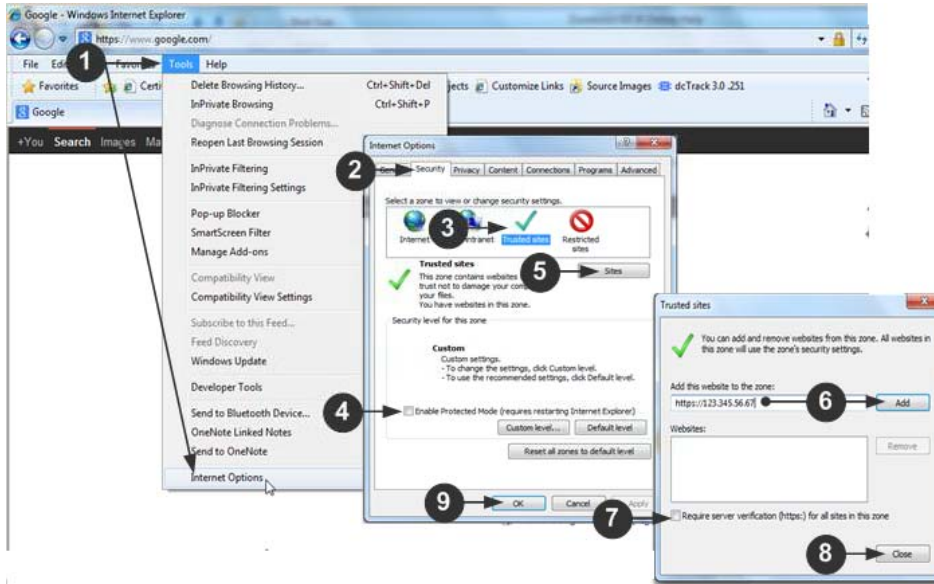 Google - Windows Internet Explorer
https://www.google.com/
File Tools Help
Favorites Customize Links Source Images dcTrack 3.0 .251
Google
+You Search Images
1
Delete Browsing History... Ctrl+Shift+Del
InPrivate Browsing Ctrl+Shift+P
Diagnose Connection Problems...
Reopen Last Browsing Session
InPrivate Filtering
InPrivate Filtering Settings
Pop-up Blocker
SmartScreen Filter
Manage Add-ons
Compatibility View
Compatibility View Settings
Subscribe to this Feed...
Feed Discovery
Windows Update
Developer Tools
Send to Bluetooth Device...
OneNote Linked Notes
Send to OneNote
Internet Options
Internet Options
2
Security Privacy Content Connections Programs Advanced
Select a zone to view or change security settings.
3
Internet Trusted sites Restricted
sites
Trusted sites
5 Sites
This zone contains websites
trust not to damage your
your files.
You have websites in this zone.
Security level for this zone
Custom
Custom settings.
- To change the settings, click Custom level.
- To use the recommended settings, click Default level.
4 Enable Protected Mode (requires restarting Internet Explorer)
Custom level... Default level
Reset all zones to default level
9 OK Cancel Apply
Trusted sites
You can add and remove websites from this zone. All websites in
this zone will use the zone's security settings.
Add this website to the zone:
https://123.345.56.67 6 Add
Websites:
Remove
7 Require server verification (https:) for all sites in this zone
8 Close